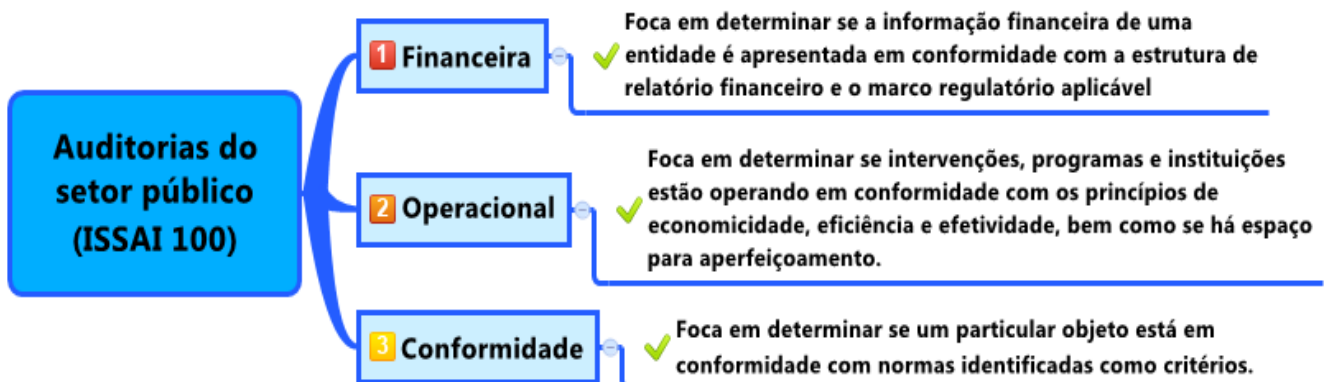 Auditorias do
setor público
(ISSAI 100)
1 Financeira
Foca em determinar se a informação financeira de uma
entidade é apresentada em conformidade com a estrutura de
relatório financeiro e o marco regulatório aplicável
2 Operacional
Foca em determinar se intervenções, programas e instituições
estão operando em conformidade com os princípios de
economicidade, eficiência e efetividade, bem como se há espaço
para aperfeiçoamento.
3 Conformidade
Foca em determinar se um particular objeto está em
conformidade com normas identificadas como critérios.